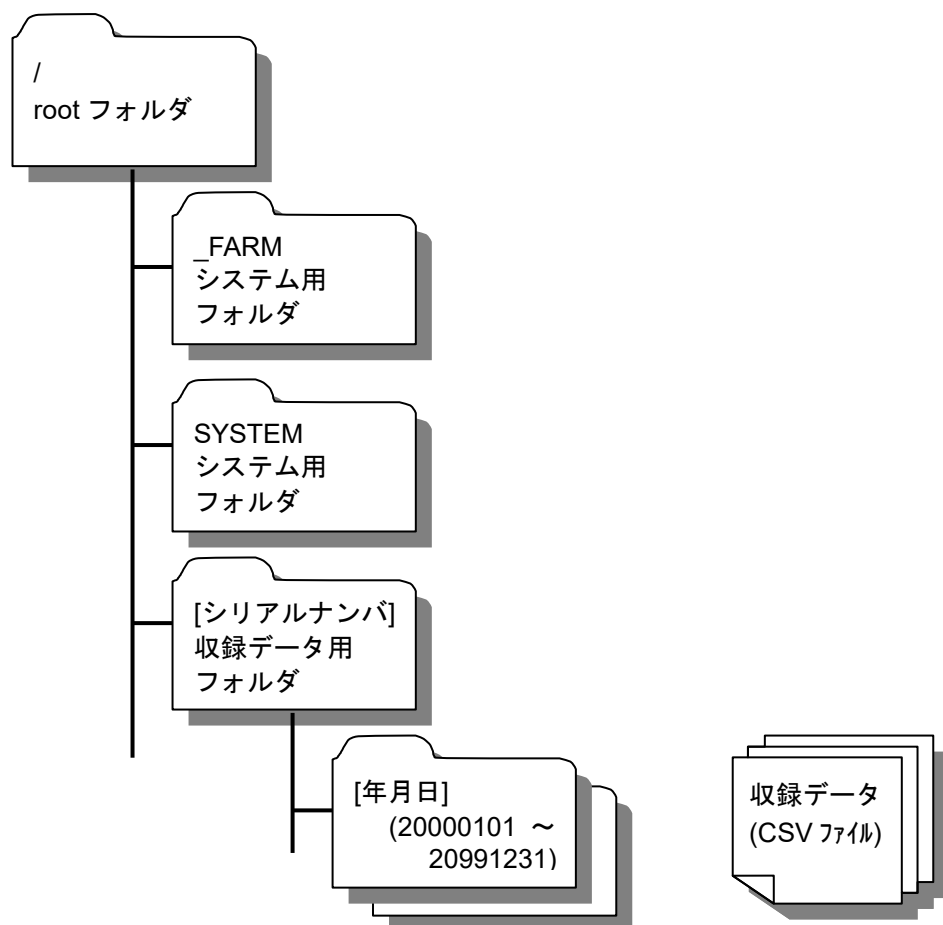 /
root フォルダ
_FARM
システム用
フォルダ
SYSTEM
システム用
フォルダ
[シリアルナンバ]
収録データ用
フォルダ
[年月日]
(20000101 ～
20991231)
収録データ
(CSV ﾌｧｲﾙ)